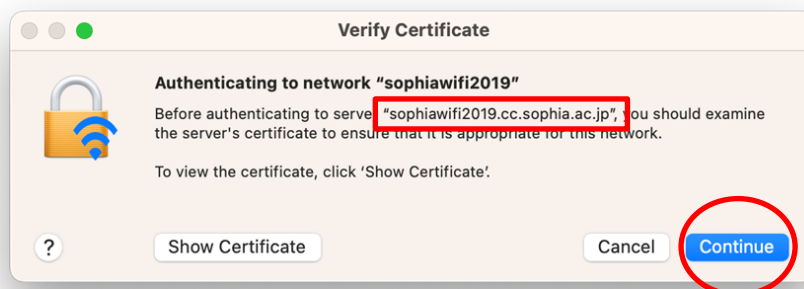 Verify Certificate
Authenticating to network “sophiawifi2019”
Before authenticating to server “sophiawifi2019.cc.sophia.ac.jp”, you should examine
the server's certificate to ensure that it is appropriate for this network.
To view the certificate, click ‘Show Certificate’.
? Show Certificate Cancel Continue